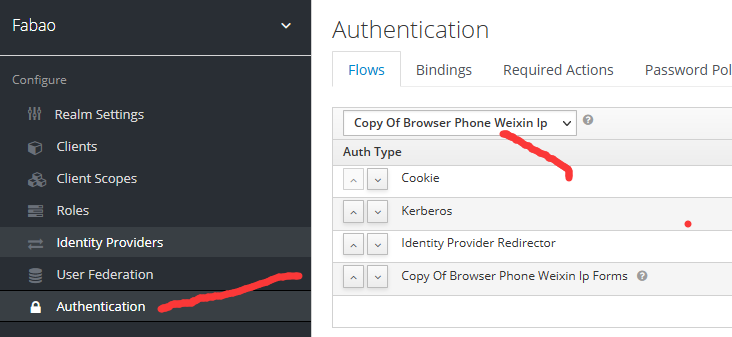 Fabao
Configure
Realm Settings
Clients
Client Scopes
Roles
Identity Providers
User Federation
Authentication
Authentication
Flows Bindings Required Actions Password Pol
Copy Of Browser Phone Weixin Ip
Auth Type
Cookie
Kerberos
Identity Provider Redirector
Copy Of Browser Phone Weixin Ip Forms